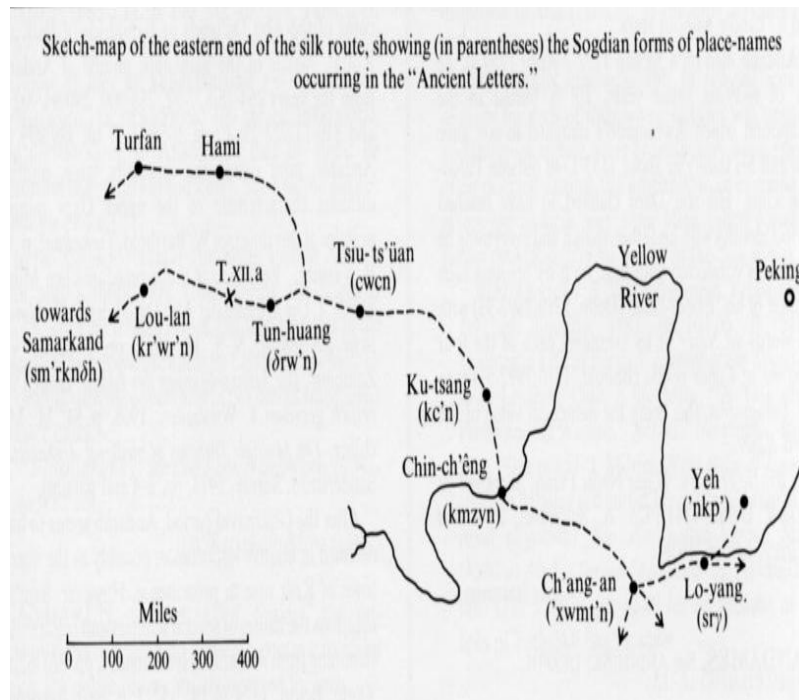 Sketch-map of the eastern end of the silk route, showing (in parentheses) the Sogdian forms of place-names
occurring in the “Ancient Letters.”
Turfan
Hami
T.XII.a
Tsiu-ts'üan
(cwcn)
Yellow
River
Peking
towards
Samarkand
(sm'rknδh)
Lou-lan
(kr'wr'n)
Tun-huang
(δrw'n)
Ku-tsang
(kc'n)
Chin-ch'êng
(kmzyn)
Yeh
('nkp')
Ch'ang-an
('xwmt'n)
Lo-yang
(srγ)
Miles
0 100 200 300 400